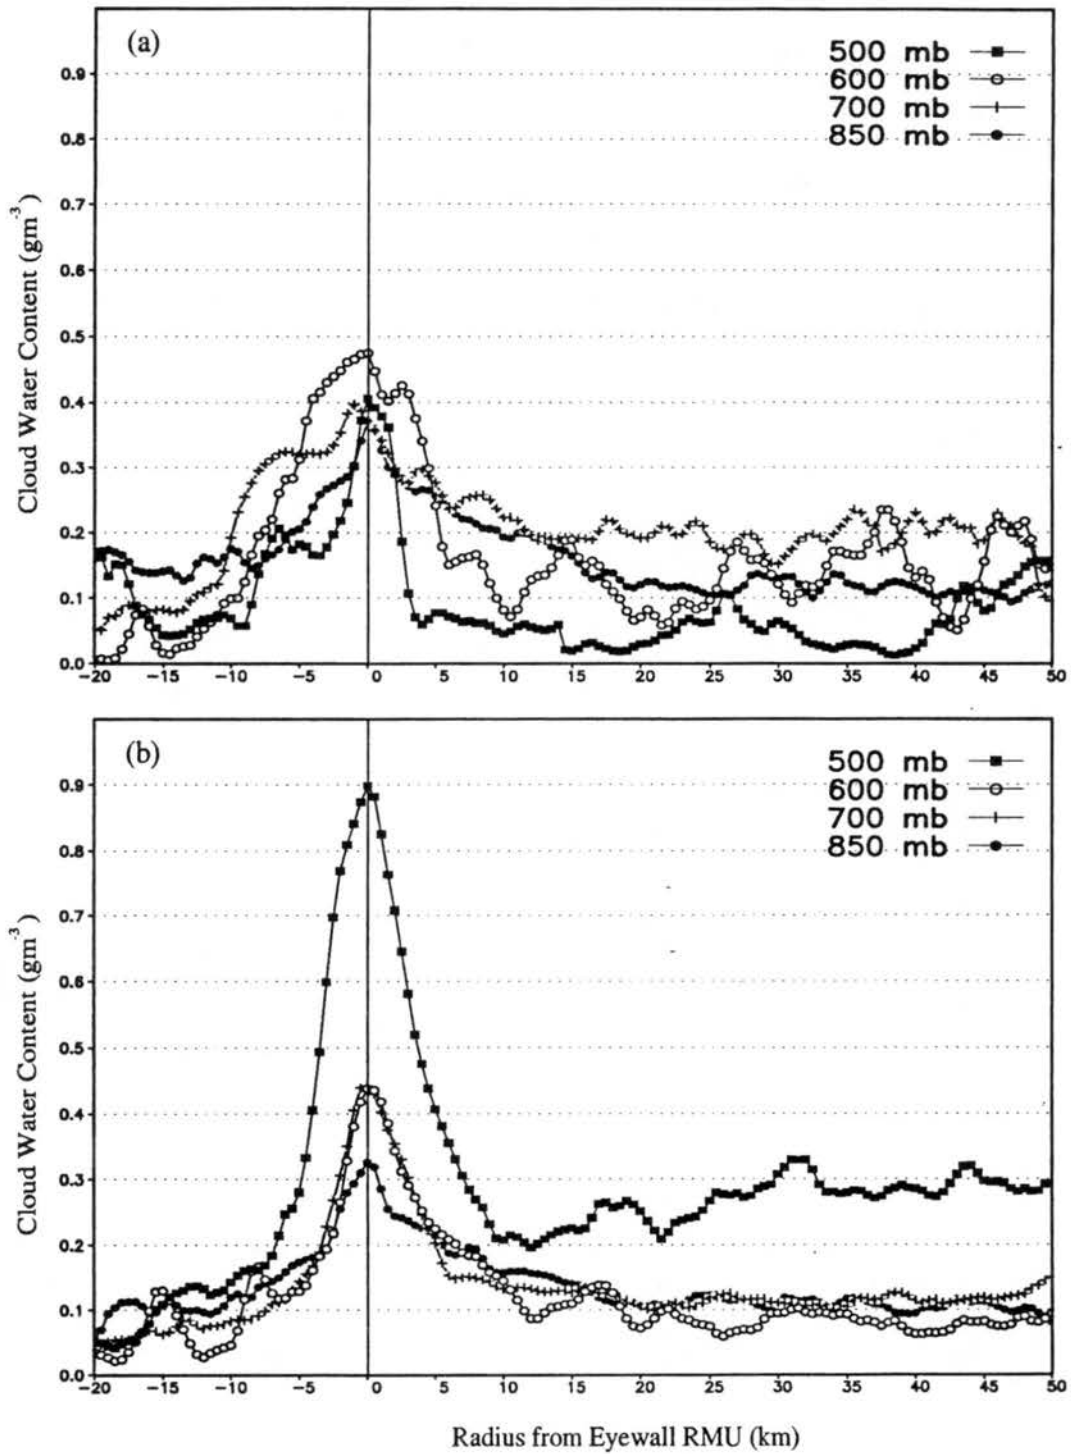 (a)
500 mb
600 mb
700 mb
850 mb
0.9
0.8
0.7
0.6
0.5
0.4
0.3
0.2
0.1
0.0
Cloud Water Content (gm-3)
-20 -15 -10 -5 0 5 10 15 20 25 30 35 40 45 50
(b)
500 mb
600 mb
700 mb
850 mb
0.9
0.8
0.7
0.6
0.5
0.4
0.3
0.2
0.1
0.0
Cloud Water Content (gm-3)
-20 -15 -10 -5 0 5 10 15 20 25 30 35 40 45 50
Radius from Eyewall RMU (km)